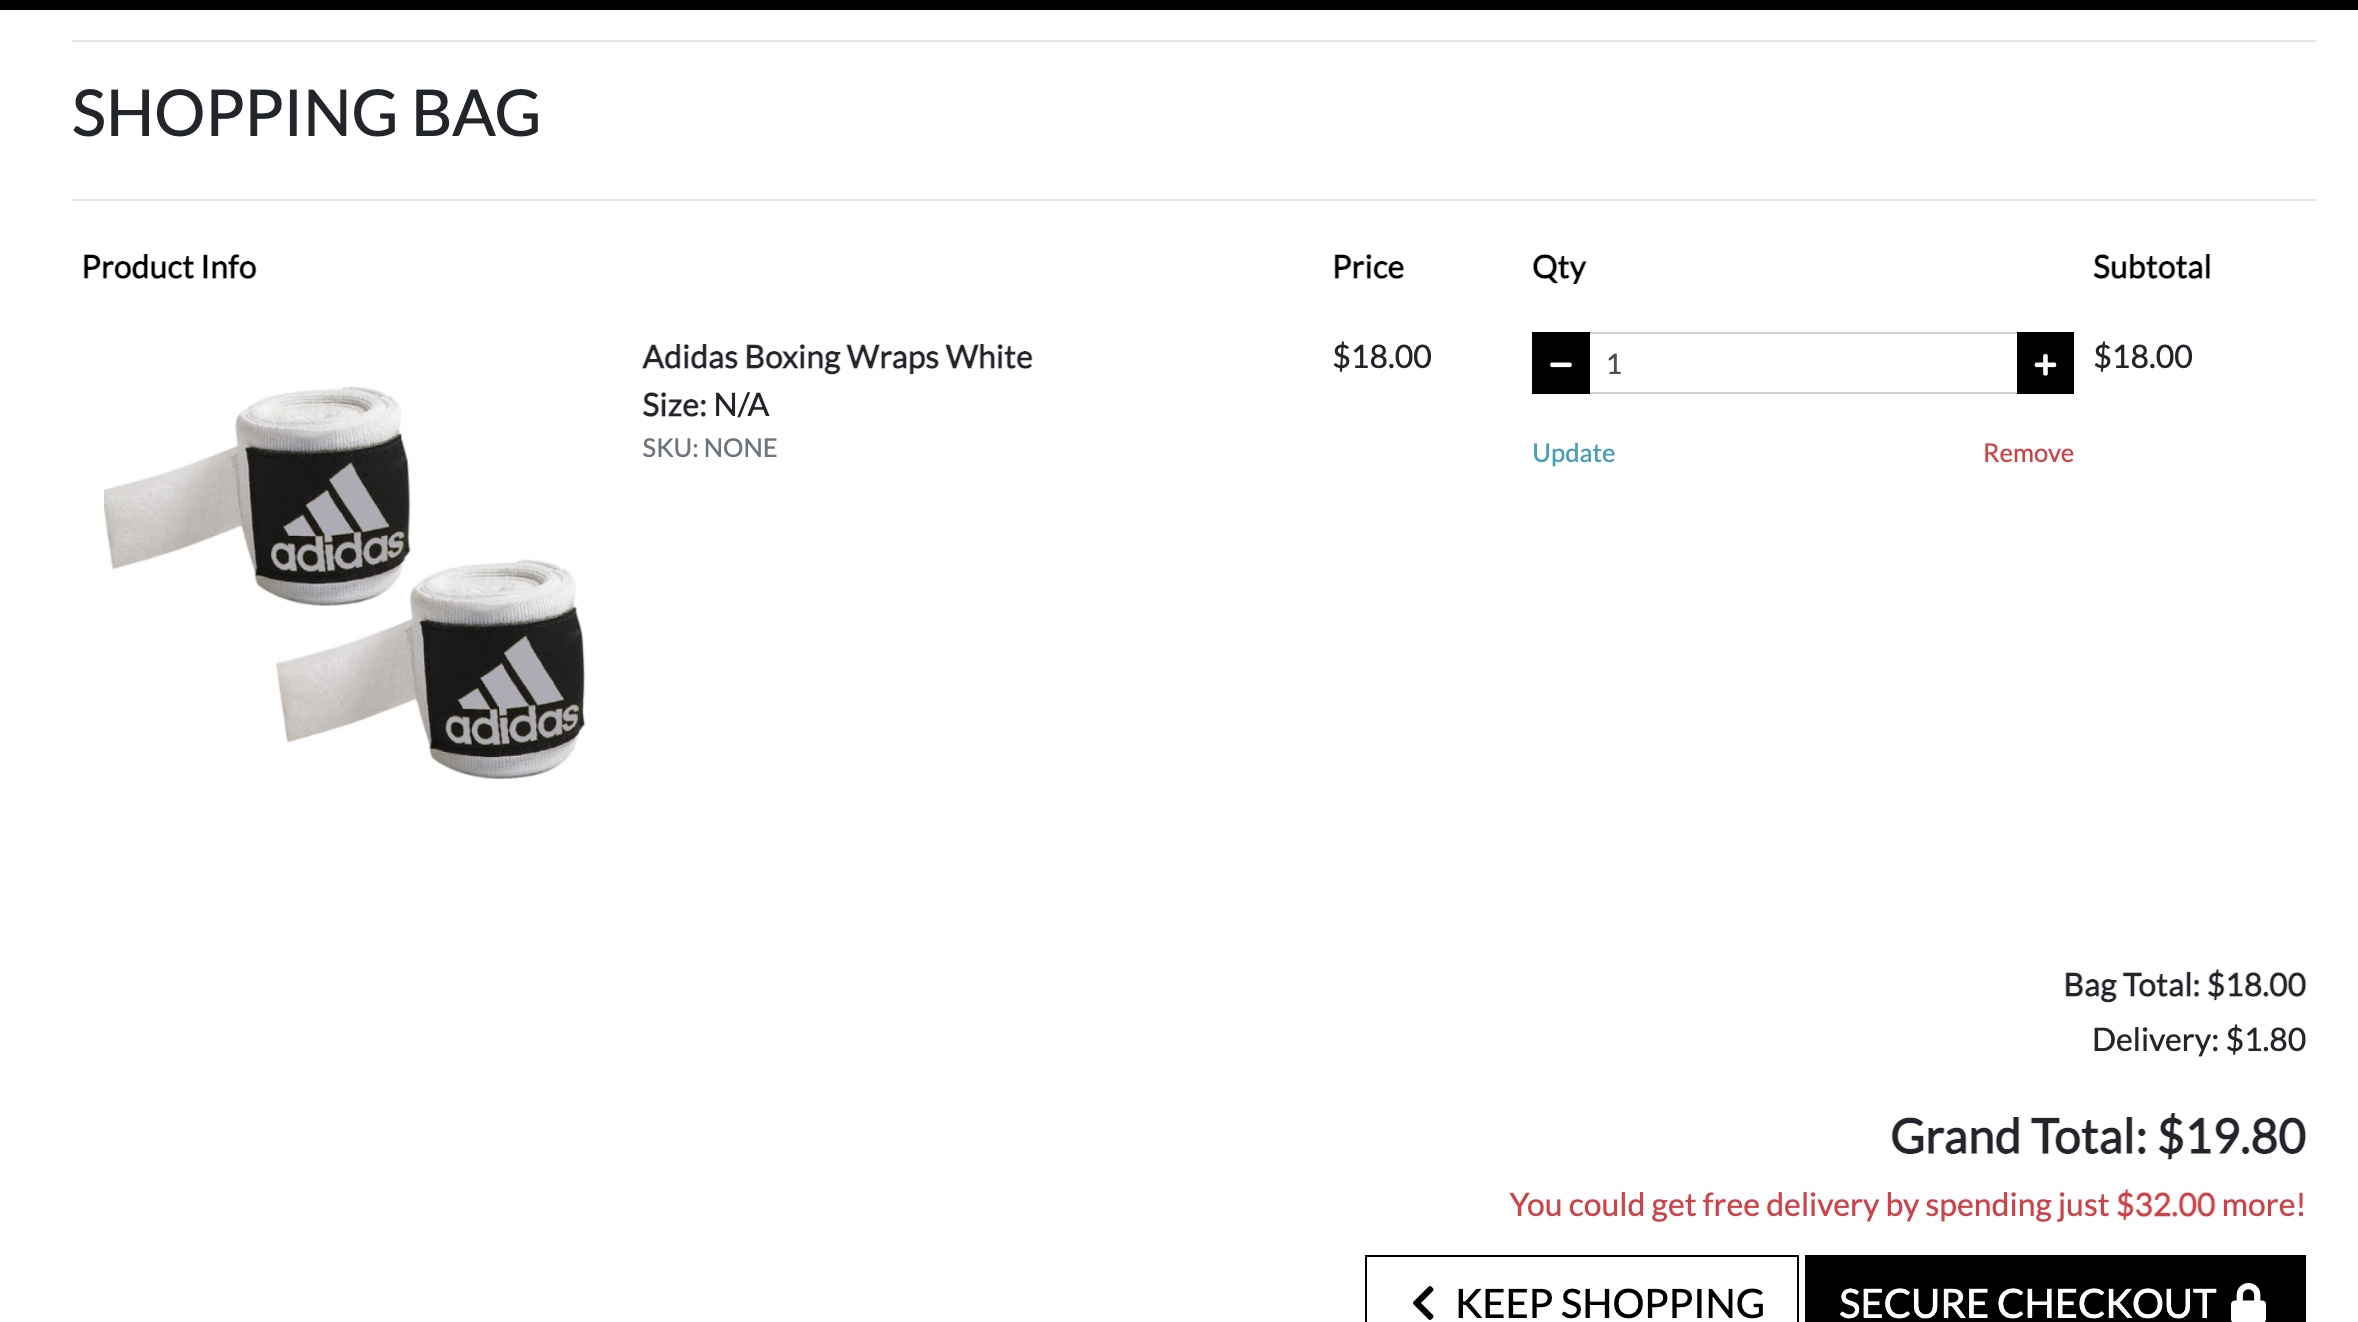 SHOPPING BAG
Product Info Price Qty Subtotal
Adidas Boxing Wraps White $18.00 1 $18.00
Size: N/A
SKU: NONE
Update Remove
adidas
adidas
Bag Total: $18.00
Delivery: $1.80
Grand Total: $19.80
You could get free delivery by spending just $32.00 more!
KEEP SHOPPING SECURE CHECKOUT